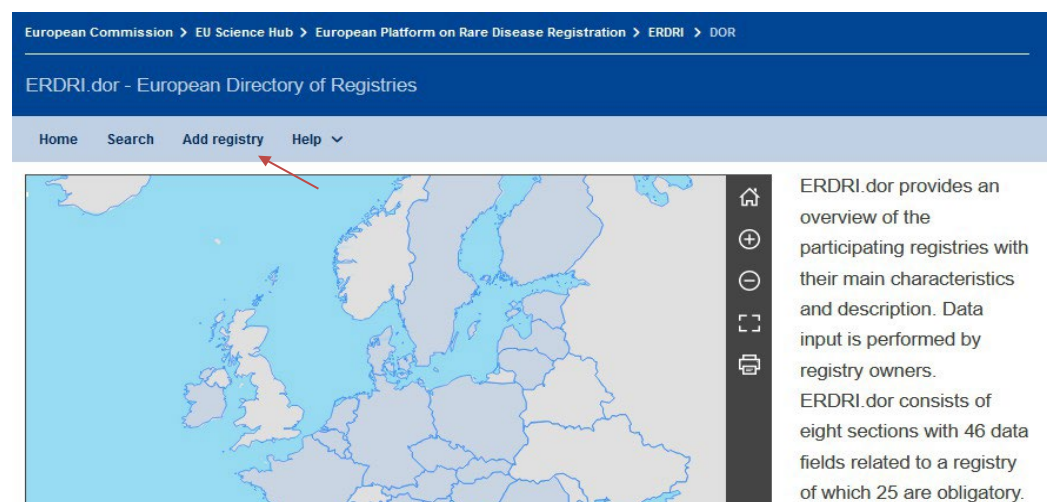 European Commission > EU Science Hub > European Platform on Rare Disease Registration > ERDRI > DOR
ERDRI.dor - European Directory of Registries
Home Search Add registry Help
ERDRI.dor provides an
overview of the
participating registries with
their main characteristics
and description. Data
input is performed by
registry owners.
ERDRI.dor consists of
eight sections with 46 data
fields related to a registry
of which 25 are obligatory.